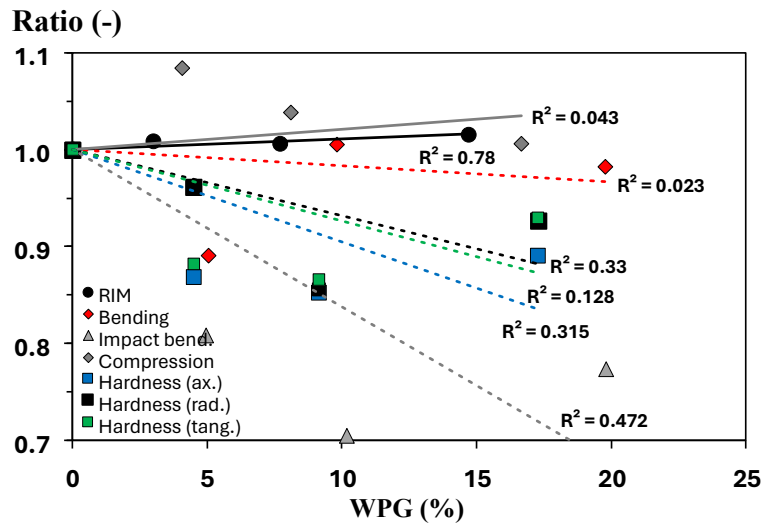 Ratio (-)
1.1
R² = 0.043
1.0
R² = 0.78
R² = 0.023
0.9
R² = 0.33
RIM
R² = 0.128
Bending
Impact bend.
R² = 0.315
0.8
Compression
Hardness (ax.)
Hardness (rad.)
Hardness (tang.)
R² = 0.472
0.7
0 5 10 15 20 25
WPG (%)